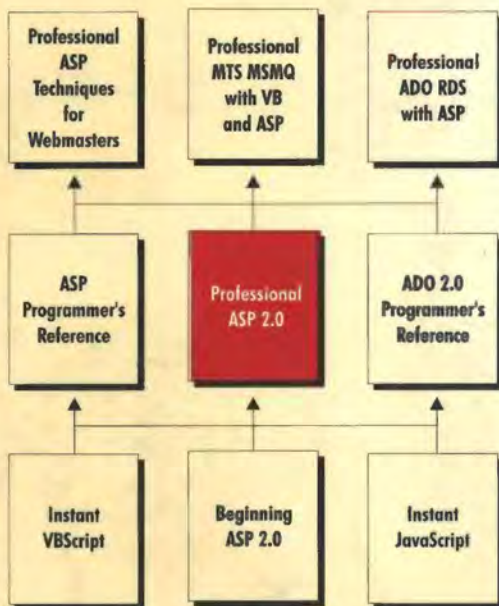 Professional
ASP
Techniques
for
Webmasters
Professional
MTS MSMQ
with VB
and ASP
Professional
ADO RDS
with ASP
ASP
Programmer's
Reference
Professional
ASP 2.0
ADO 2.0
Programmer's
Reference
Instant
VBScript
Beginning
ASP 2.0
Instant
JavaScript